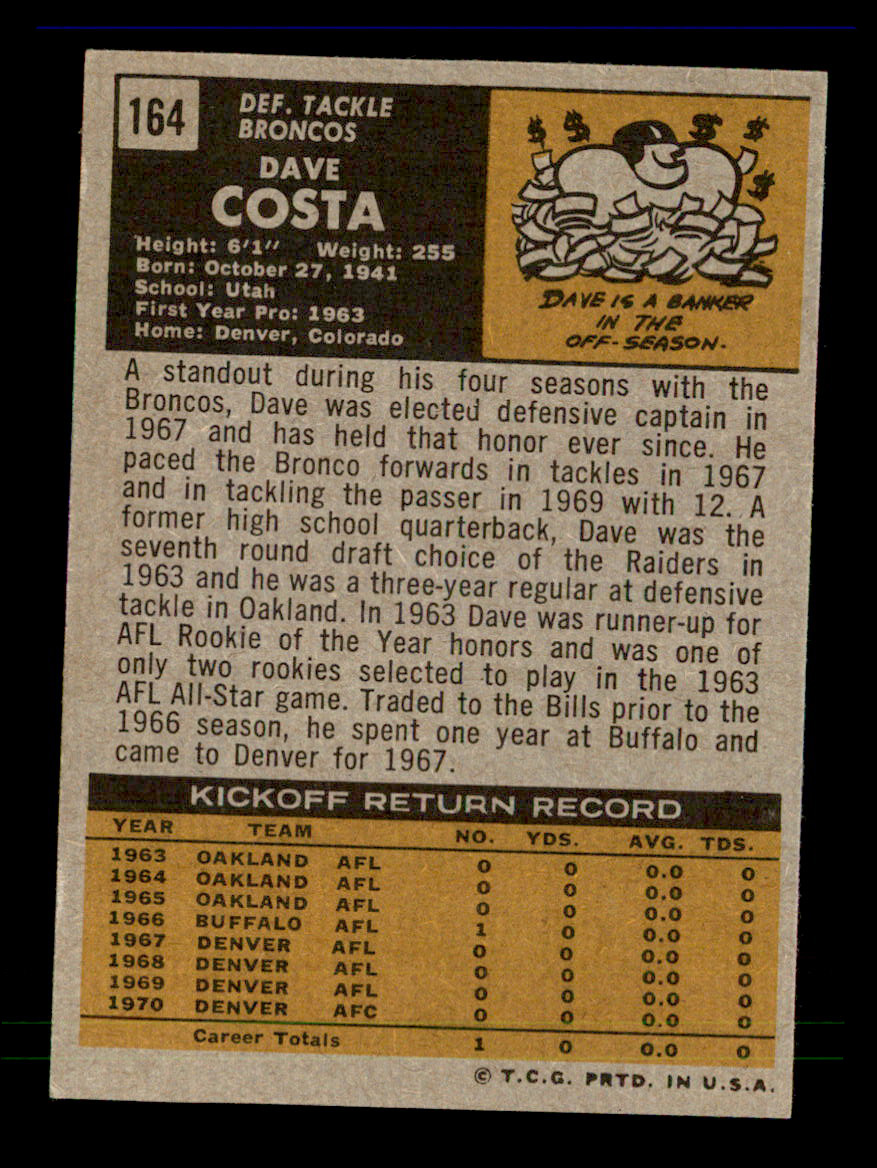 164
DEF. TACKLE
BRONCOS
DAVE
COSTA
Height: 6'1" Weight: 255
Born: October 27, 1941
School: Utah
First Year Pro: 1963
Home: Denver, Colorado
$ $ $ $ $
DAVE IS A BANKER
IN THE
OFF-SEASON.
A standout during his four seasons with the
Broncos, Dave was elected defensive captain in
1967 and has held that honor ever since. He
paced the Bronco forwards in tackles in 1967
and in tackling the passer in 1969 with 12. A
former high school quarterback, Dave was the
seventh round draft choice of the Raiders in
1963 and he was a three-year regular at defensive
tackle in Oakland. In 1963 Dave was runner-up for
AFL Rookie of the Year honors and was one of
only two rookies selected to play in the 1963
AFL All-Star game. Traded to the Bills prior to the
1966 season, he spent one year at Buffalo and
came to Denver for 1967.
KICKOFF RETURN RECORD
YEAR TEAM NO. YDS. AVG. TDS.
1963 OAKLAND AFL 0 0 0.0 0
1964 OAKLAND AFL 0 0 0.0 0
1965 OAKLAND AFL 0 0 0.0 0
1966 BUFFALO AFL 1 0 0.0 0
1967 DENVER AFL 0 0 0.0 0
1968 DENVER AFL 0 0 0.0 0
1969 DENVER AFL 0 0 0.0 0
1970 DENVER AFC 0 0 0.0 0
Career Totals 1 0 0.0 0
© T.C.G. PRTD. IN U.S.A.